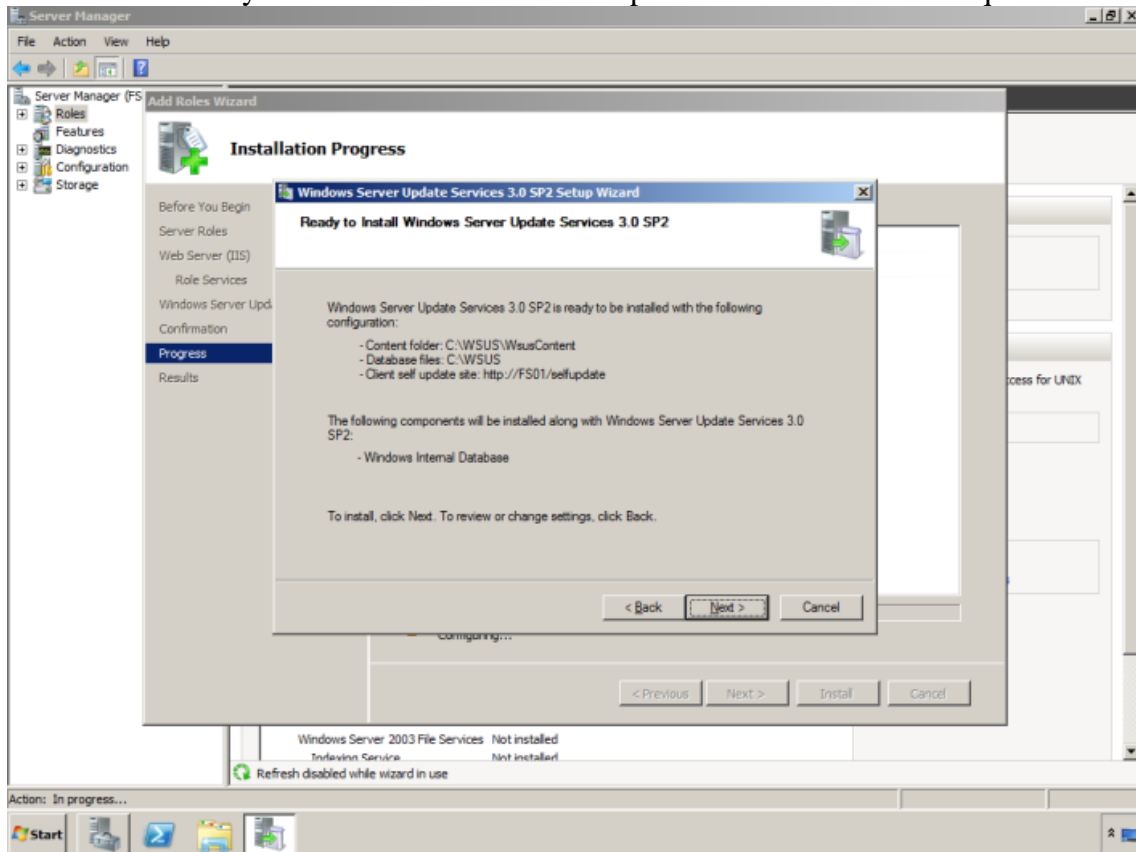 Server Manager
File Action View Help
Server Manager (FS
Roles
Features
Diagnostics
Configuration
Storage
Add Roles Wizard
Installation Progress
Before You Begin
Server Roles
Web Server (IIS)
Role Services
Windows Server Upd
Confirmation
Progress
Results
Windows Server Update Services 3.0 SP2 Setup Wizard
Ready to Install Windows Server Update Services 3.0 SP2
Windows Server Update Services 3.0 SP2 is ready to be installed with the following
configuration:
- Content folder: C:\WSUS\WsusContent
- Database files: C:\WSUS
- Client self update site: http://FS01/selfupdate
The following components will be installed along with Windows Server Update Services 3.0
SP2:
- Windows Internal Database
To install, click Next. To review or change settings, click Back.
< Back Next > Cancel
Configuring...
< Previous Next > Install Cancel
ccess for UNIX
Windows Server 2003 File Services Not installed
Indexing Service Not installed
Refresh disabled while wizard in use
Action: In progress...
Start